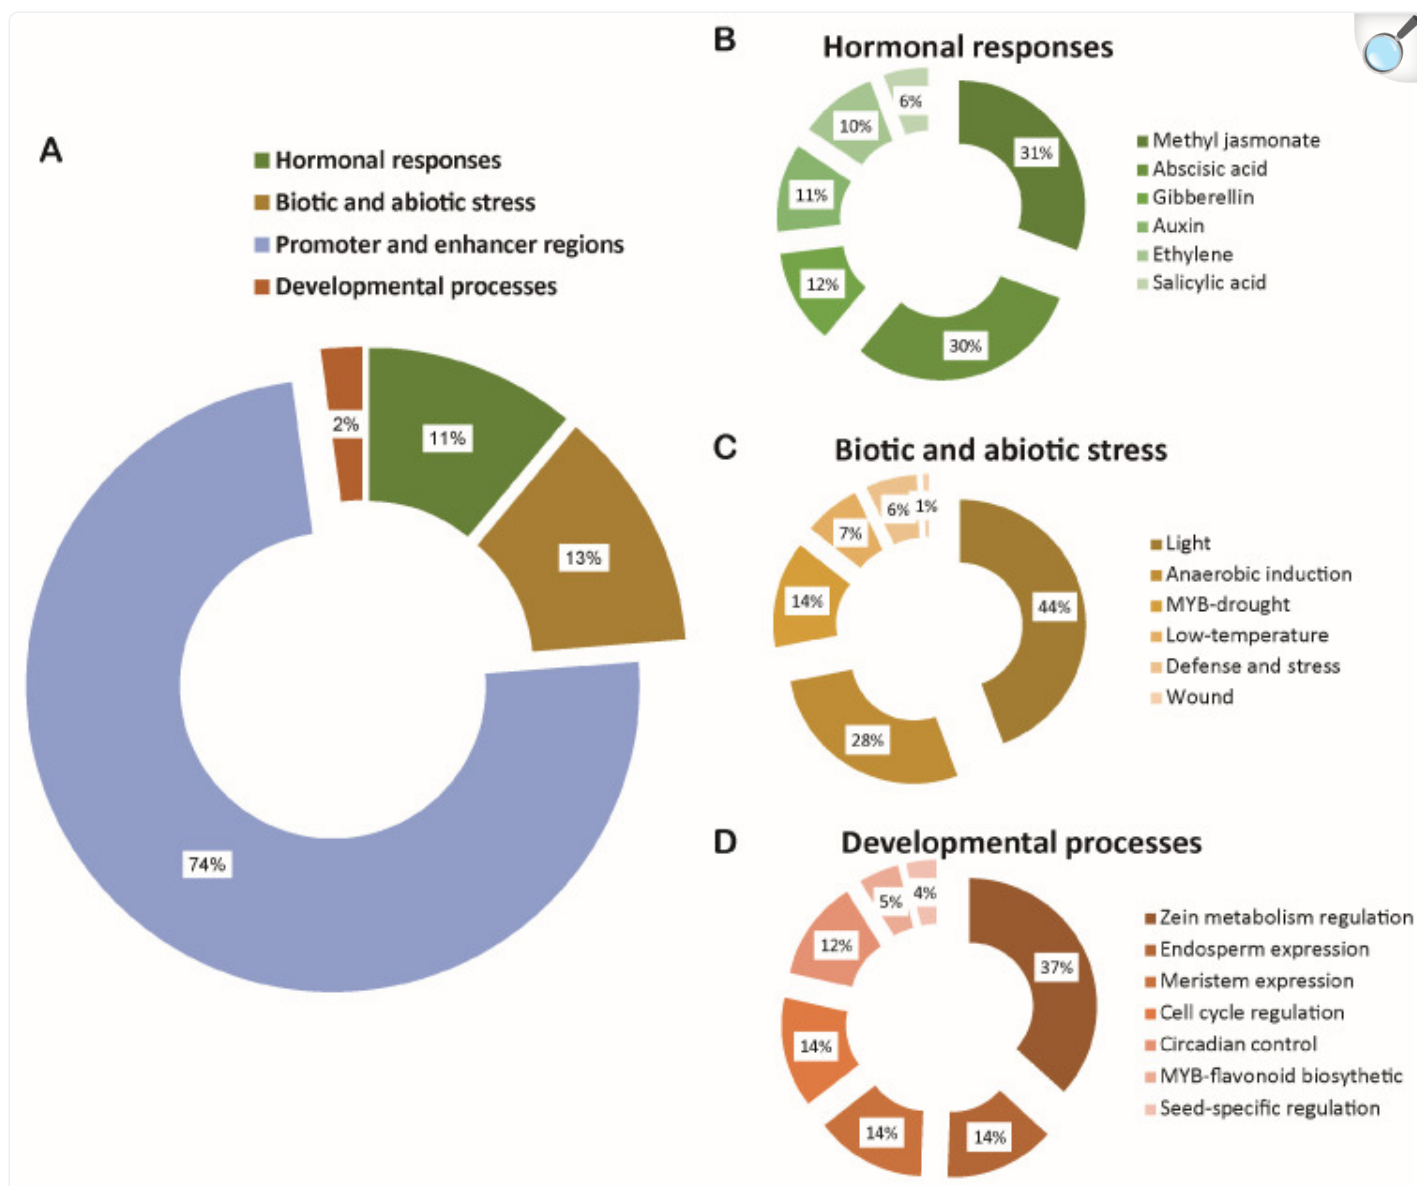 A
Hormonal responses
Biotic and abiotic stress
Promoter and enhancer regions
Developmental processes
2%
11%
13%
74%
B
Hormonal responses
6%
10%
31%
11%
12%
30%
Methyl jasmonate
Abscisic acid
Gibberellin
Auxin
Ethylene
Salicylic acid
C
Biotic and abiotic stress
6%
1%
7%
14%
44%
28%
Light
Anaerobic induction
MYB-drought
Low-temperature
Defense and stress
Wound
D
Developmental processes
4%
5%
12%
37%
14%
14%
14%
Zein metabolism regulation
Endosperm expression
Meristem expression
Cell cycle regulation
Circadian control
MYB-flavonoid biosythetic
Seed-specific regulation